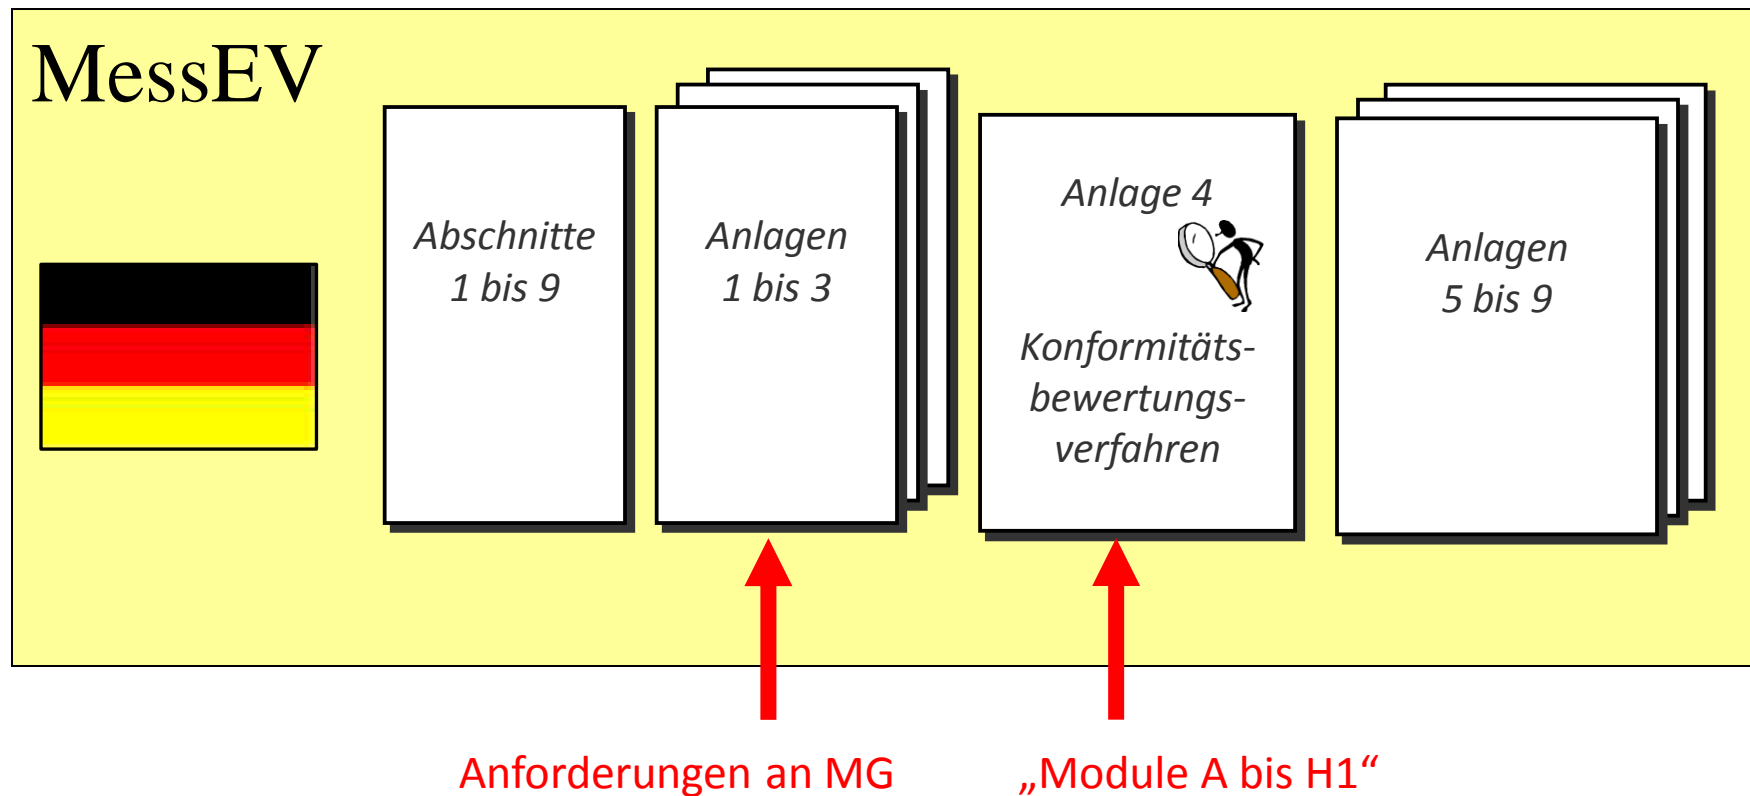 MessEV
Abschnitte
1 bis 9
Anlagen
1 bis 3
Anlage 4
Konformitäts-
bewertungs-
verfahren
Anlagen
5 bis 9
Anforderungen an MG
„Module A bis H1“